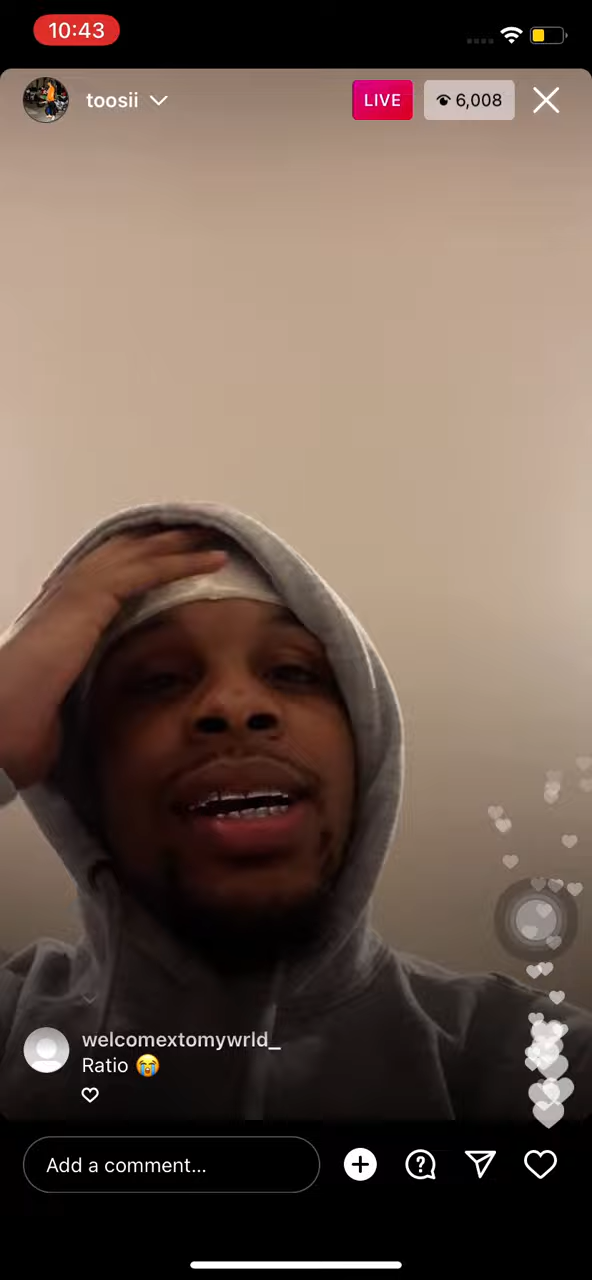 10:43
toosii
LIVE
6,008
welcomextomywrld_
Ratio 😭
Add a comment...